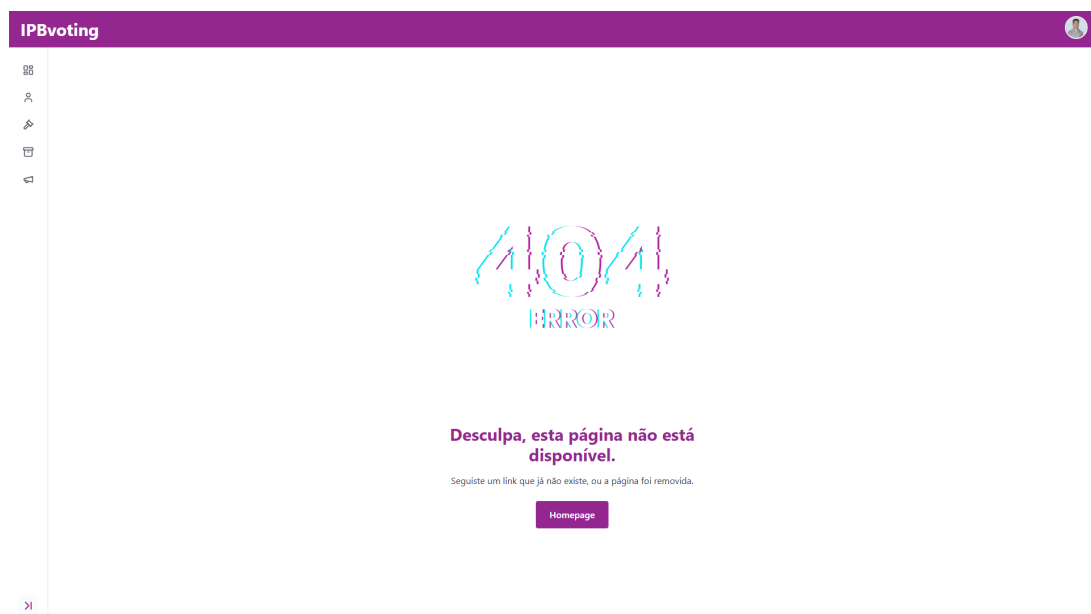 IPBvoting
404
ERROR
Desculpa, esta página não está
disponível.
Seguiste um link que já não existe, ou a página foi removida.
Homepage